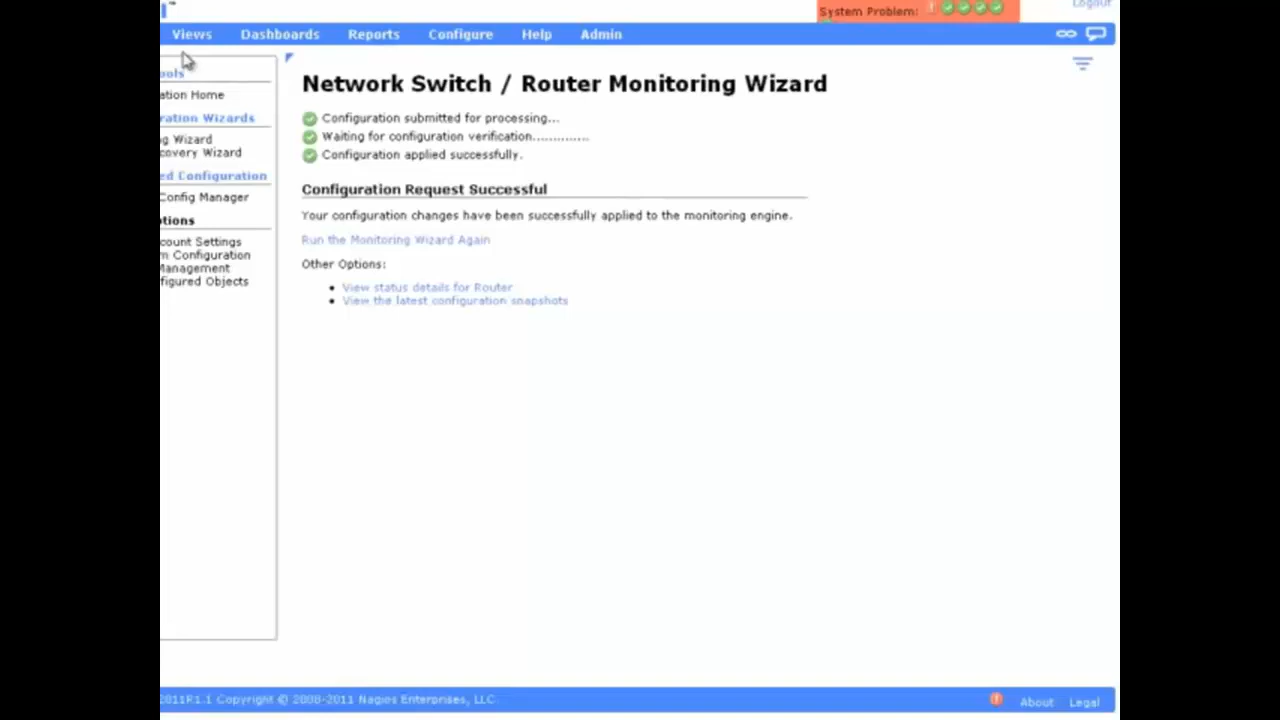 System Problem:
Logout
Views Dashboards Reports Configure Help Admin
ools
ation Home
ration Wizards
g Wizard
covery Wizard
ed Configuration
Config Manager
tions
count Settings
m Configuration
Management
figured Objects
Network Switch / Router Monitoring Wizard
Configuration submitted for processing...
Waiting for configuration verification.............
Configuration applied successfully.
Configuration Request Successful
Your configuration changes have been successfully applied to the monitoring engine.
Run the Monitoring Wizard Again
Other Options:
• View status details for Router
• View the latest configuration snapshots
2011R1.1 Copyright © 2008-2011 Nagios Enterprises, LLC.
About Legal